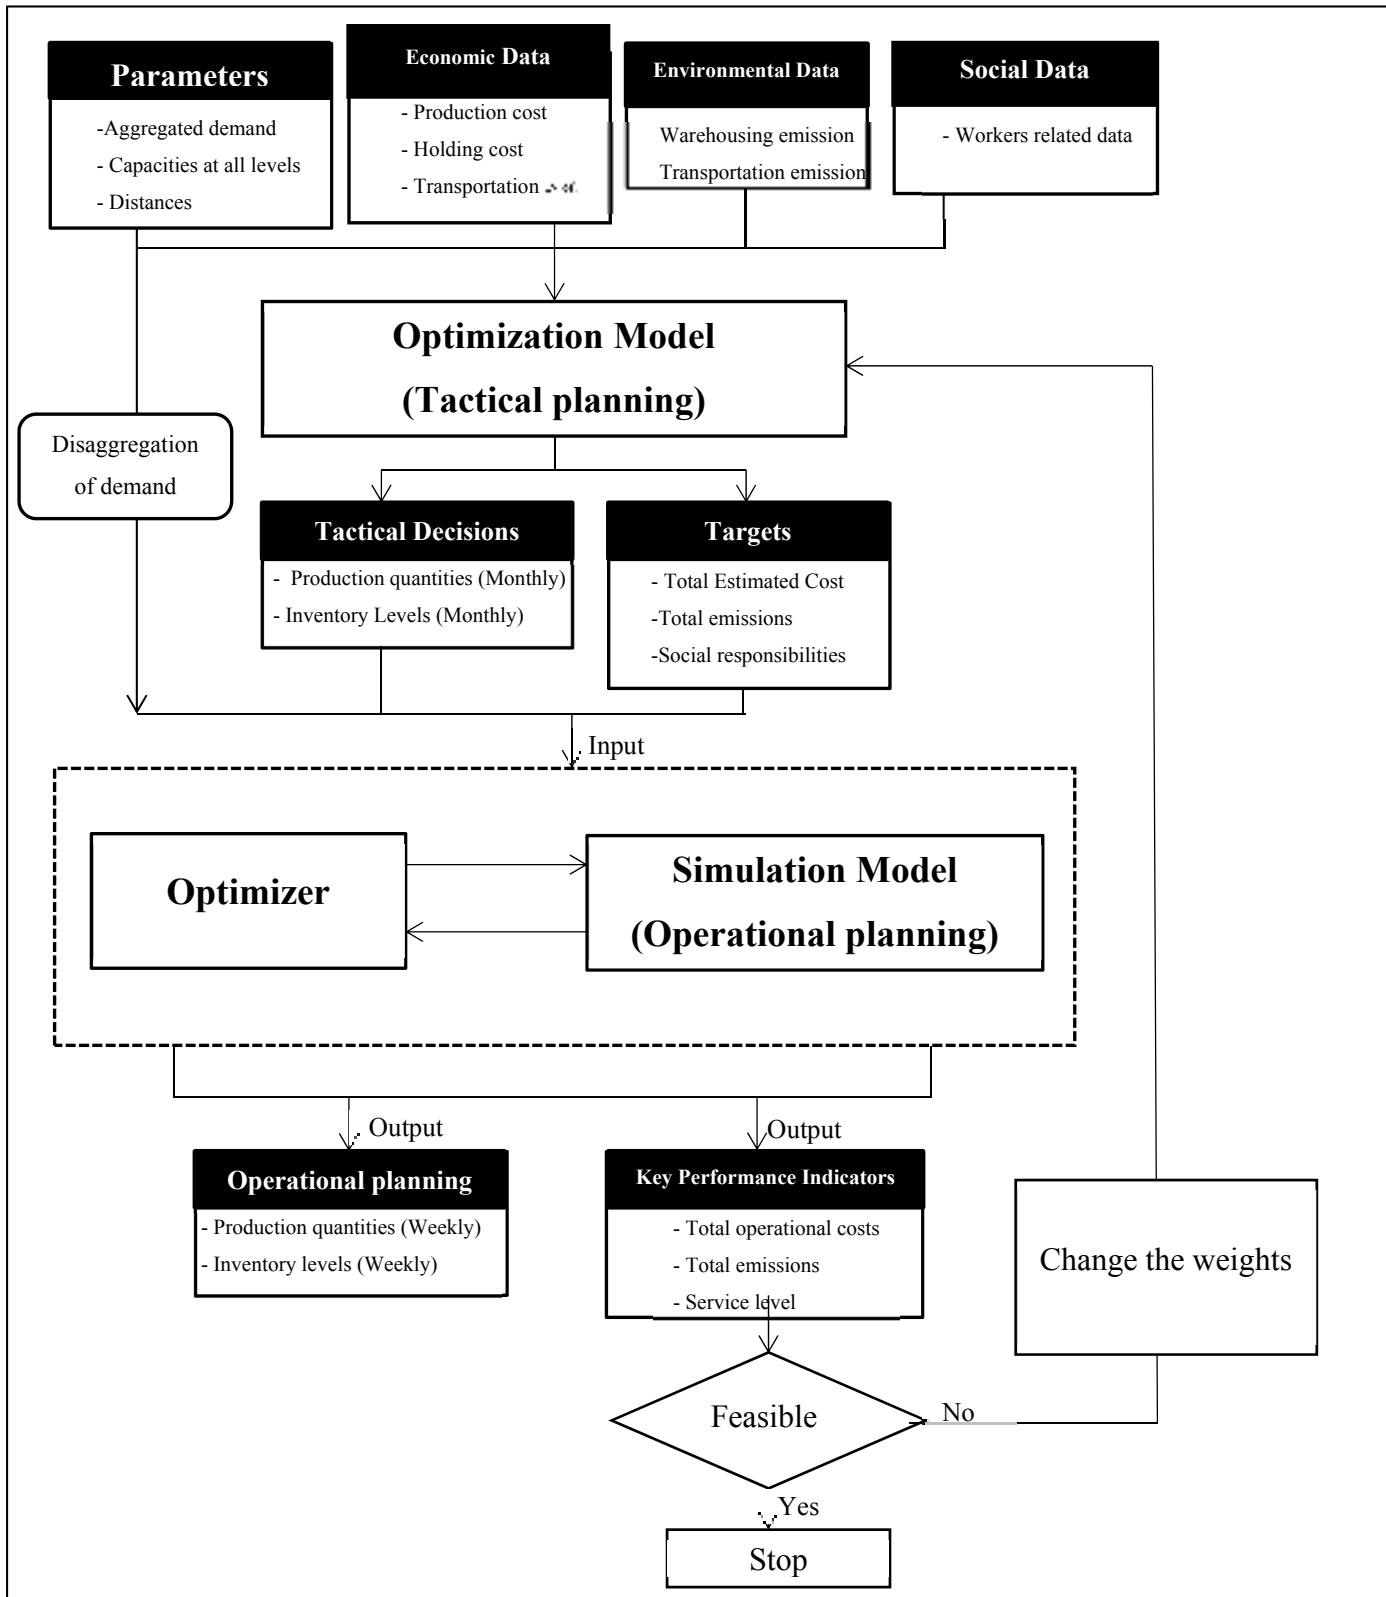 Parameters
-Aggregated demand
- Capacities at all levels
- Distances
Economic Data
- Production cost
- Holding cost
- Transportation
Environmental Data
Warehousing emission
Transportation emission
Social Data
- Workers related data
Optimization Model
(Tactical planning)
Disaggregation
of demand
Tactical Decisions
- Production quantities (Monthly)
- Inventory Levels (Monthly)
Targets
- Total Estimated Cost
-Total emissions
-Social responsibilities
Input
Optimizer
Simulation Model
(Operational planning)
Output
Output
Operational planning
- Production quantities (Weekly)
- Inventory levels (Weekly)
Key Performance Indicators
- Total operational costs
- Total emissions
- Service level
Change the weights
Feasible
No
Yes
Stop